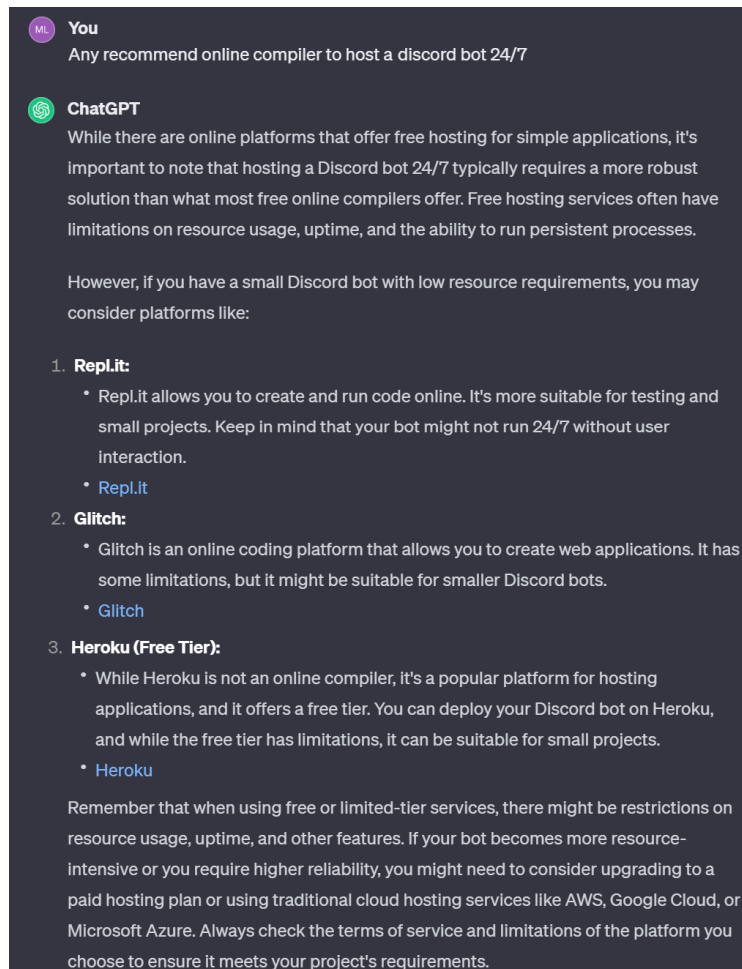 ML You
Any recommend online compiler to host a discord bot 24/7
ChatGPT
While there are online platforms that offer free hosting for simple applications, it's
important to note that hosting a Discord bot 24/7 typically requires a more robust
solution than what most free online compilers offer. Free hosting services often have
limitations on resource usage, uptime, and the ability to run persistent processes.
However, if you have a small Discord bot with low resource requirements, you may
consider platforms like:
1. Repl.it:
• Repl.it allows you to create and run code online. It's more suitable for testing and
small projects. Keep in mind that your bot might not run 24/7 without user
interaction.
• Repl.it
2. Glitch:
• Glitch is an online coding platform that allows you to create web applications. It has
some limitations, but it might be suitable for smaller Discord bots.
• Glitch
3. Heroku (Free Tier):
• While Heroku is not an online compiler, it's a popular platform for hosting
applications, and it offers a free tier. You can deploy your Discord bot on Heroku,
and while the free tier has limitations, it can be suitable for small projects.
• Heroku
Remember that when using free or limited-tier services, there might be restrictions on
resource usage, uptime, and other features. If your bot becomes more resource-
intensive or you require higher reliability, you might need to consider upgrading to a
paid hosting plan or using traditional cloud hosting services like AWS, Google Cloud, or
Microsoft Azure. Always check the terms of service and limitations of the platform you
choose to ensure it meets your project's requirements.